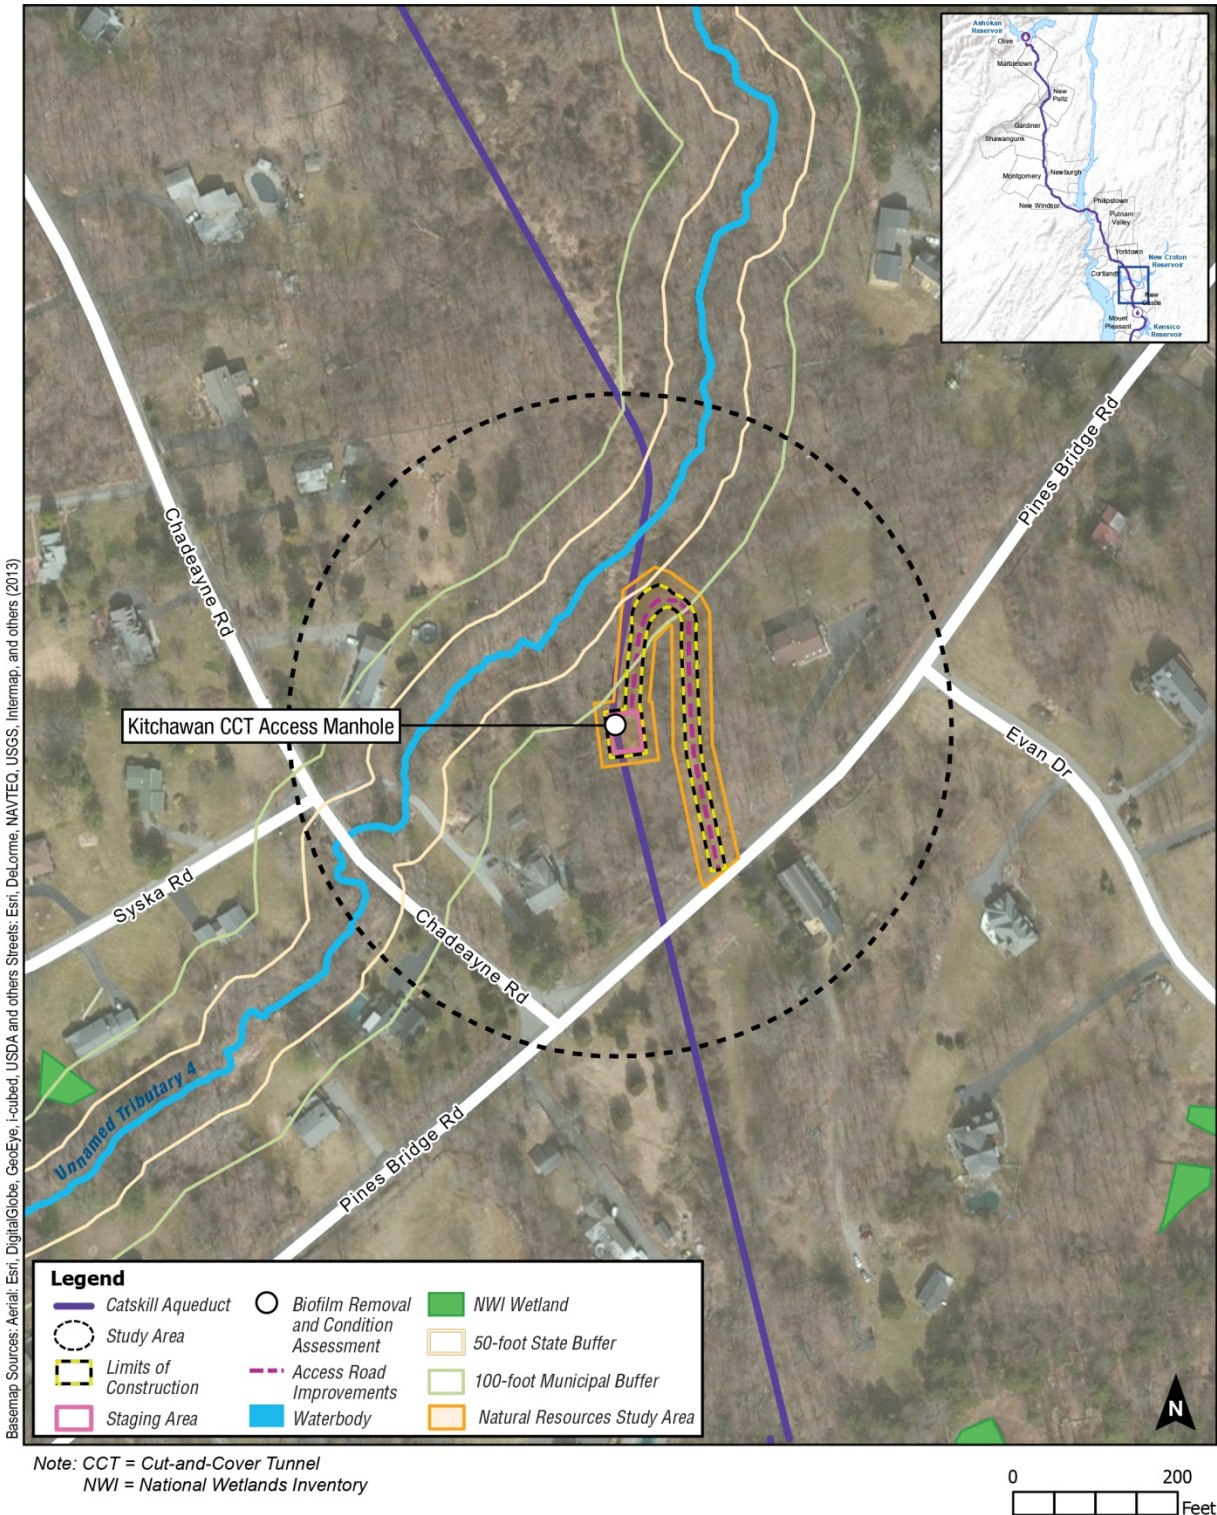 Ashokan
Reservoir
Olive
Marbletown
New
Paltz
Gardiner
Shawangunk
Montgomery
Newburgh
New Windsor
Philipstown
Putnam
Valley
Yorktown
New Croton
Reservoir
Cortlandt
New
Castle
Mount
Pleasant
Kensico
Reservoir
Pines Bridge Rd
Chadeayne Rd
Kitchawan CCT Access Manhole
Evan Dr
Syska Rd
Chadeayne Rd
Unnamed Tributary 4
Pines Bridge Rd
Basemap Sources: Aerial: Esri, DigitalGlobe, GeoEye, i-cubed, USDA and others Streets: Esri, DeLorme, NAVTEQ, USGS, Intermap, and others (2013)
Legend
Catskill Aqueduct
Study Area
Limits of
Construction
Staging Area
Biofilm Removal
and Condition
Assessment
Access Road
Improvements
Waterbody
NWI Wetland
50-foot State Buffer
100-foot Municipal Buffer
Natural Resources Study Area
N
Note: CCT = Cut-and-Cover Tunnel
NWI = National Wetlands Inventory
0 200
Feet